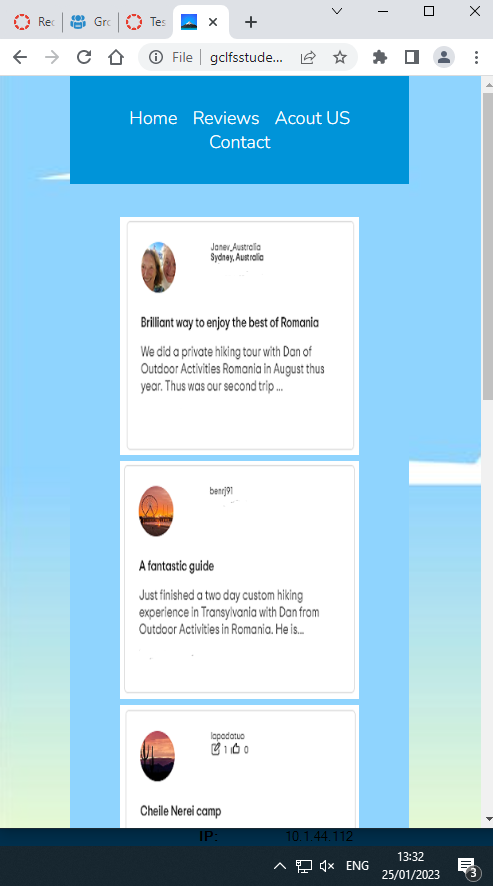 Rec
Gro
Tes
File
gclfsstude...
Home Reviews Acout US
Contact
Janev_Australia
Sydney, Australia
Brilliant way to enjoy the best of Romania
We did a private hiking tour with Dan of
Outdoor Activities Romania in August thus
year. Thus was our second trip ...
benrj91
A fantastic guide
Just finished a two day custom hiking
experience in Transylvania with Dan from
Outdoor Activities in Romania. He is...
lapadatuo
1 0
Cheile Nerei camp
IP: 10.1.44.112
ENG
13:32
25/01/2023
3